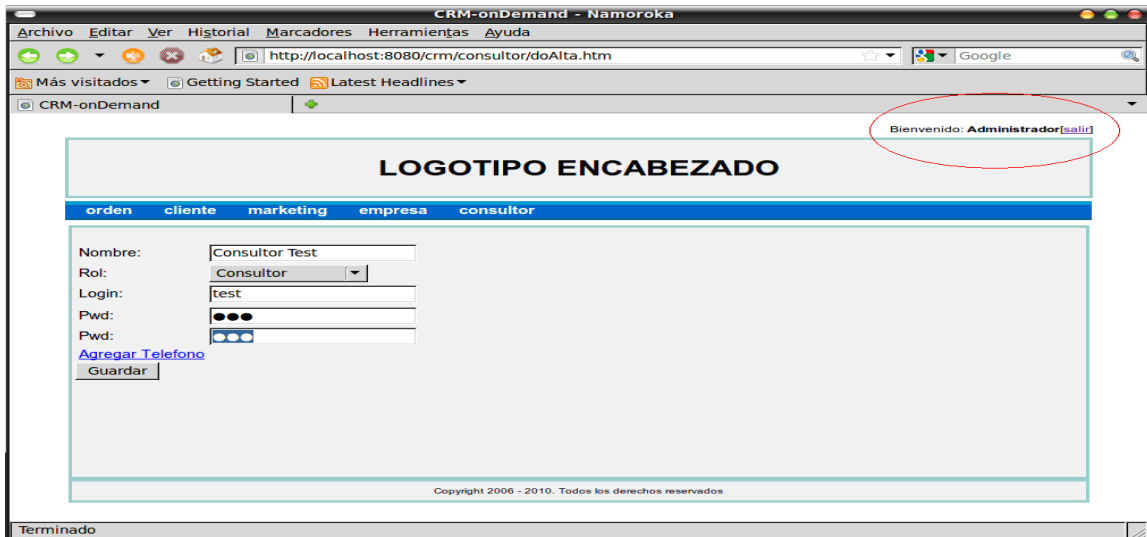 CRM-onDemand - Namoroka
Archivo Editar Ver Historial Marcadores Herramientas Ayuda
http://localhost:8080/crm/consultor/doAlta.htm
Google
Más visitados
Getting Started
Latest Headlines
CRM-onDemand
Bienvenido: Administrador[salir]
LOGOTIPO ENCABEZADO
orden cliente marketing empresa consultor
Nombre: Consultor Test
Rol: Consultor
Login: test
Pwd: ●●●
Pwd: ●●●
Agregar Telefono
Guardar
Copyright 2006 - 2010. Todos los derechos reservados
Terminado